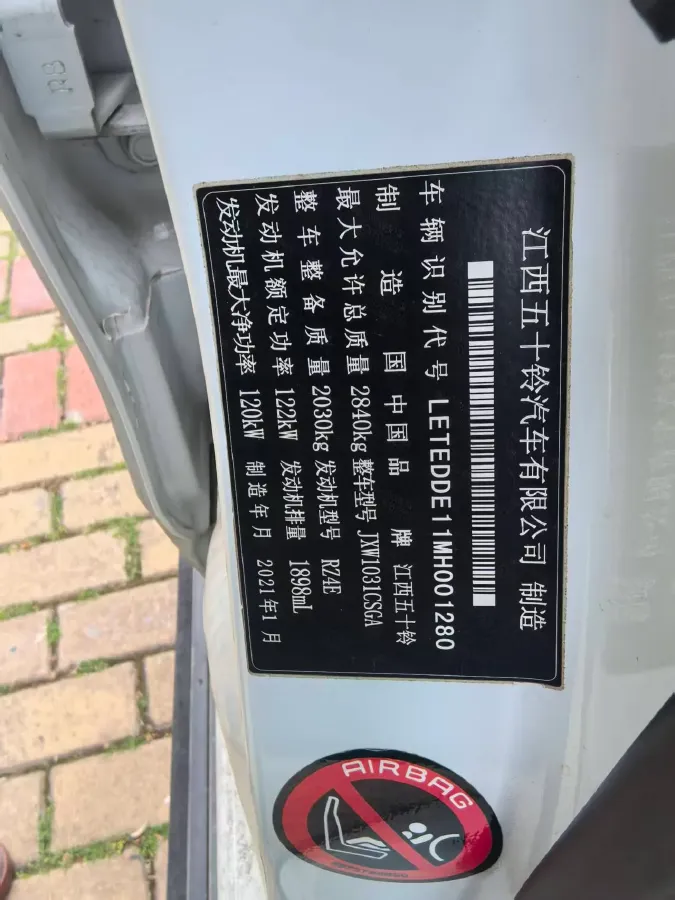 江西五十铃汽车有限公司 制造
车辆识别代号 LETEDDE11MH001280
制造国 中国 品牌 江西五十铃
最大允许总质量 2840kg 整车型号 JXW1031CSGA
整车整备质量 2030kg 发动机型号 RZ4E
发动机额定功率 122kW 发动机排量 1898mL
发动机最大净功率 120kW 制造年月 2021年1月
AIRBAG
R8